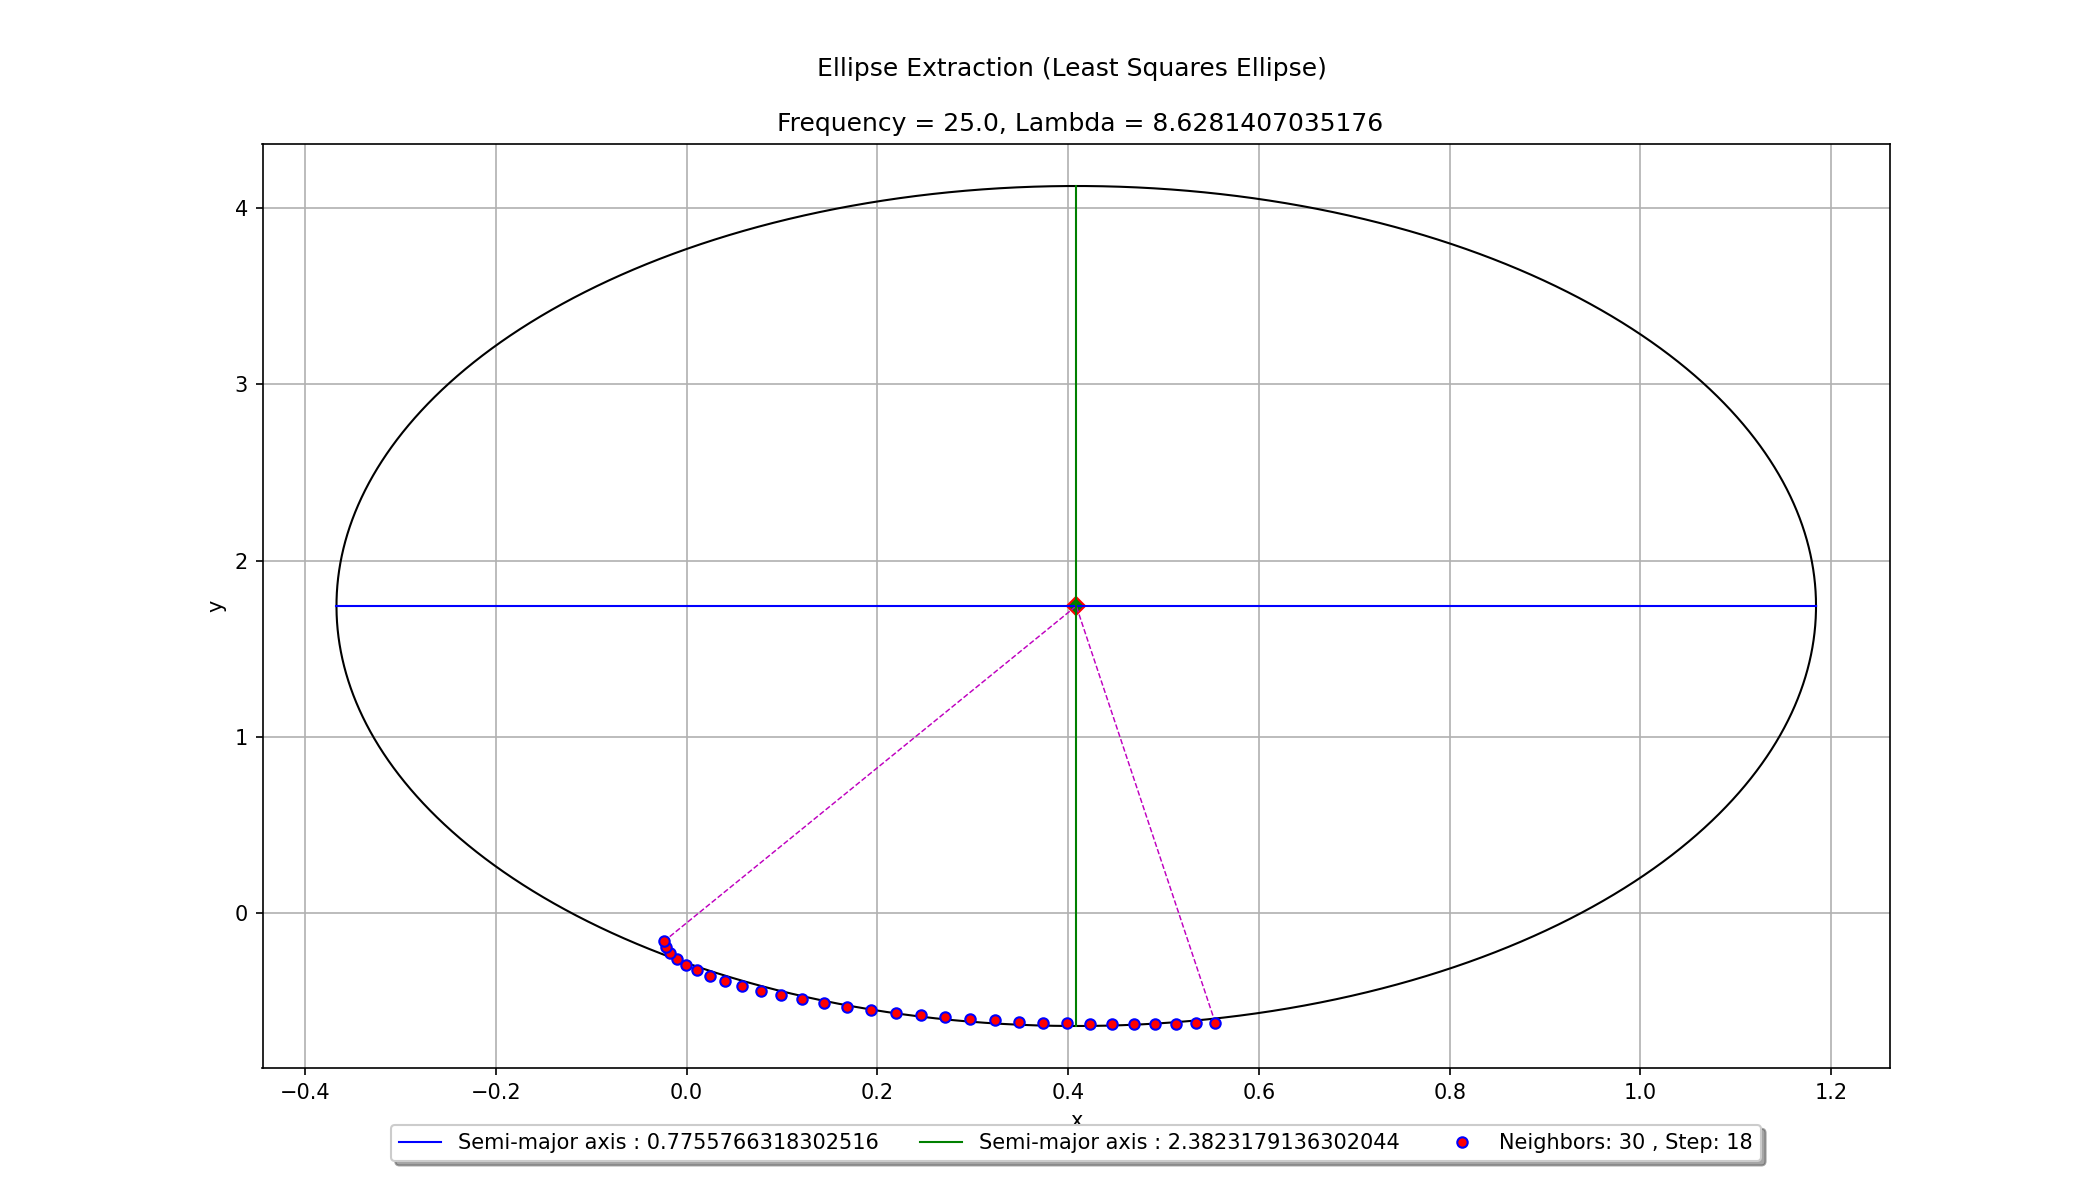 Ellipse Extraction (Least Squares Ellipse)
Frequency = 25.0, Lambda = 8.6281407035176
4
3
2
1
0
y
−0.4 −0.2 0.0 0.2 0.4 0.6 0.8 1.0 1.2
x
Semi-major axis : 0.7755766318302516 Semi-major axis : 2.3823179136302044 Neighbors: 30 , Step: 18